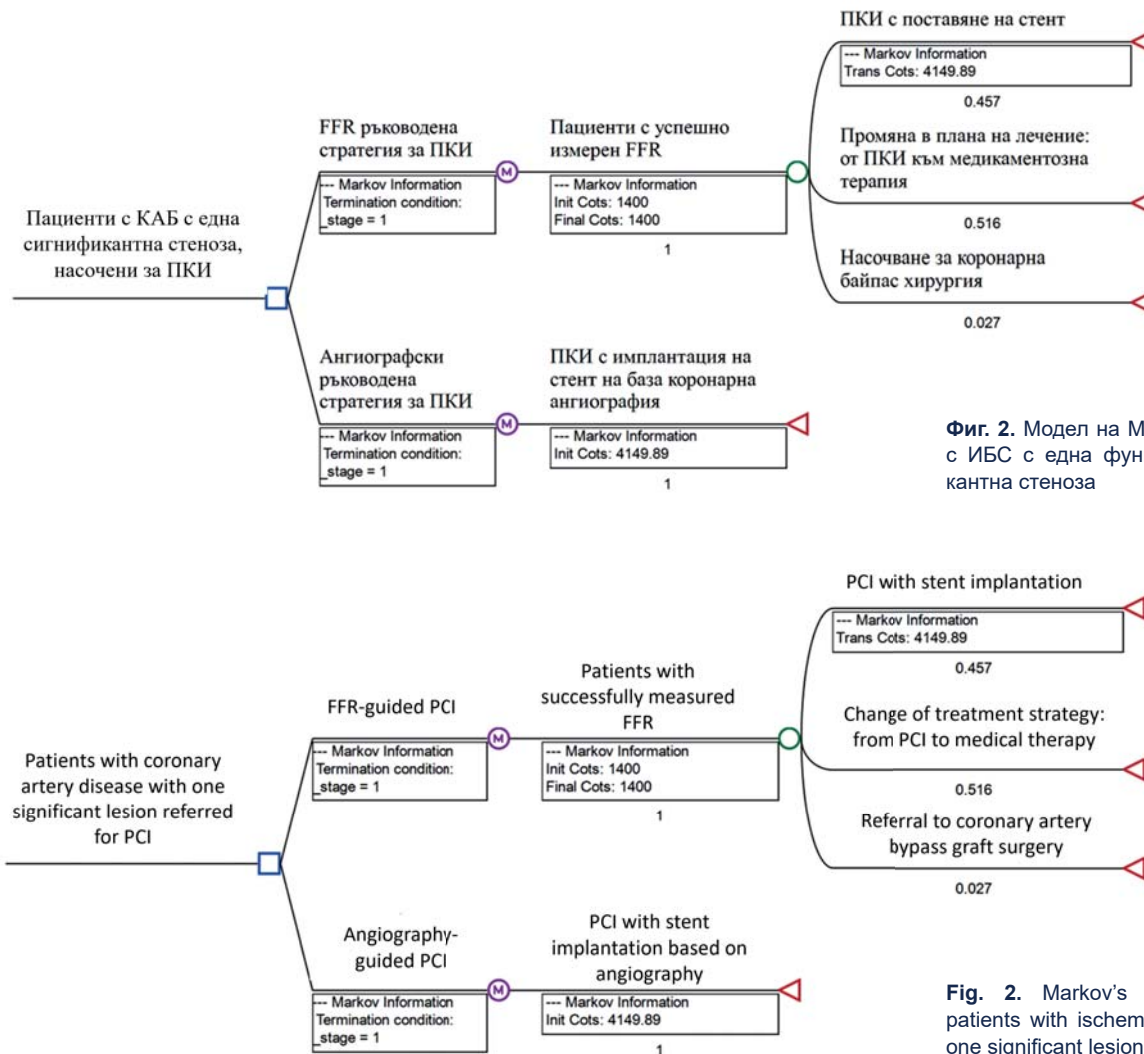 ПКИ с поставяне на стент
--- Markov Information
Trans Cots: 4149.89
0.457
FFR ръководена
стратегия за ПКИ
--- Markov Information
Termination condition:
_stage = 1
Пациенти с успешно
измерен FFR
--- Markov Information
Init Cots: 1400
Final Cots: 1400
1
Промяна в плана на лечение:
от ПКИ към медикаментозна
терапия
0.516
Насочване за коронарна
байпас хирургия
0.027
Пациенти с КАБ с една
сигнификантна стеноза,
насочени за ПКИ
Ангиографски
ръководена
стратегия за ПКИ
--- Markov Information
Termination condition:
_stage = 1
ПКИ с имплантация на
стент на база коронарна
ангиография
--- Markov Information
Init Cots: 4149.89
1
M
M
Фиг. 2. Модел на М
с ИБС с една фун
кантна стеноза
PCI with stent implantation
--- Markov Information
Trans Cots: 4149.89
0.457
FFR-guided PCI
--- Markov Information
Termination condition:
_stage = 1
Patients with
successfully measured
FFR
--- Markov Information
Init Cots: 1400
Final Cots: 1400
1
Change of treatment strategy:
from PCI to medical therapy
0.516
Referral to coronary artery
bypass graft surgery
0.027
Patients with coronary
artery disease with one
significant lesion referred
for PCI
Angiography-
guided PCI
--- Markov Information
Termination condition:
_stage = 1
PCI with stent
implantation based on
angiography
--- Markov Information
Init Cots: 4149.89
1
M
M
Fig. 2. Markov's
patients with ischem
one significant lesion